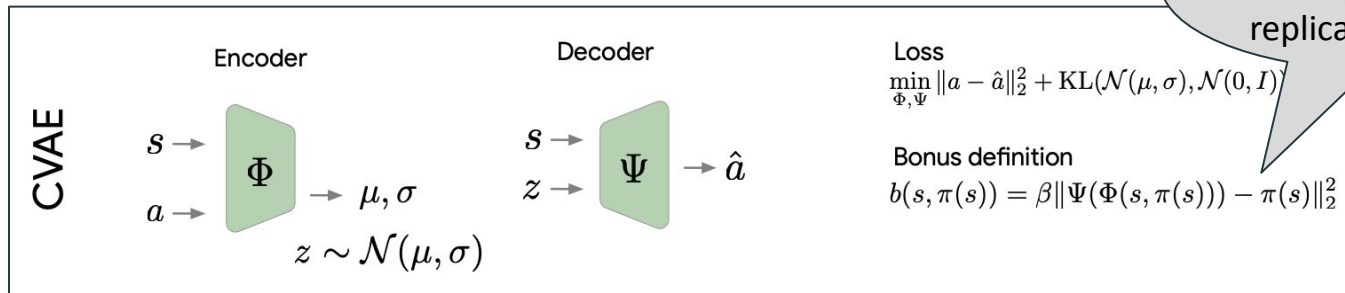 replica
CVAE
Encoder
s
a
Φ
μ, σ
z ∼ 𝒩(μ, σ)
Decoder
s
z
Ψ
â
Loss
min_{Φ,Ψ} ‖a − â‖₂² + KL(𝒩(μ, σ), 𝒩(0, I)
Bonus definition
b(s, π(s)) = β‖Ψ(Φ(s, π(s))) − π(s)‖₂²